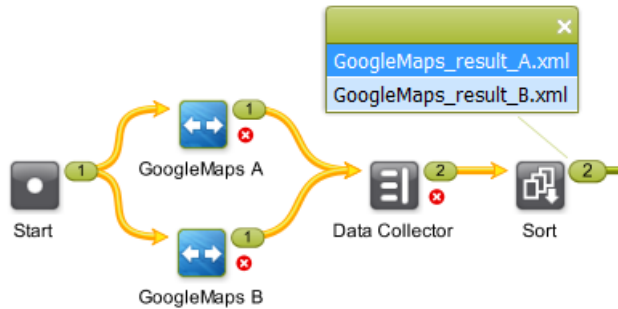 GoogleMaps_result_A.xml
GoogleMaps_result_B.xml
1
GoogleMaps A
1
2
2
Start
Data Collector
Sort
1
GoogleMaps B